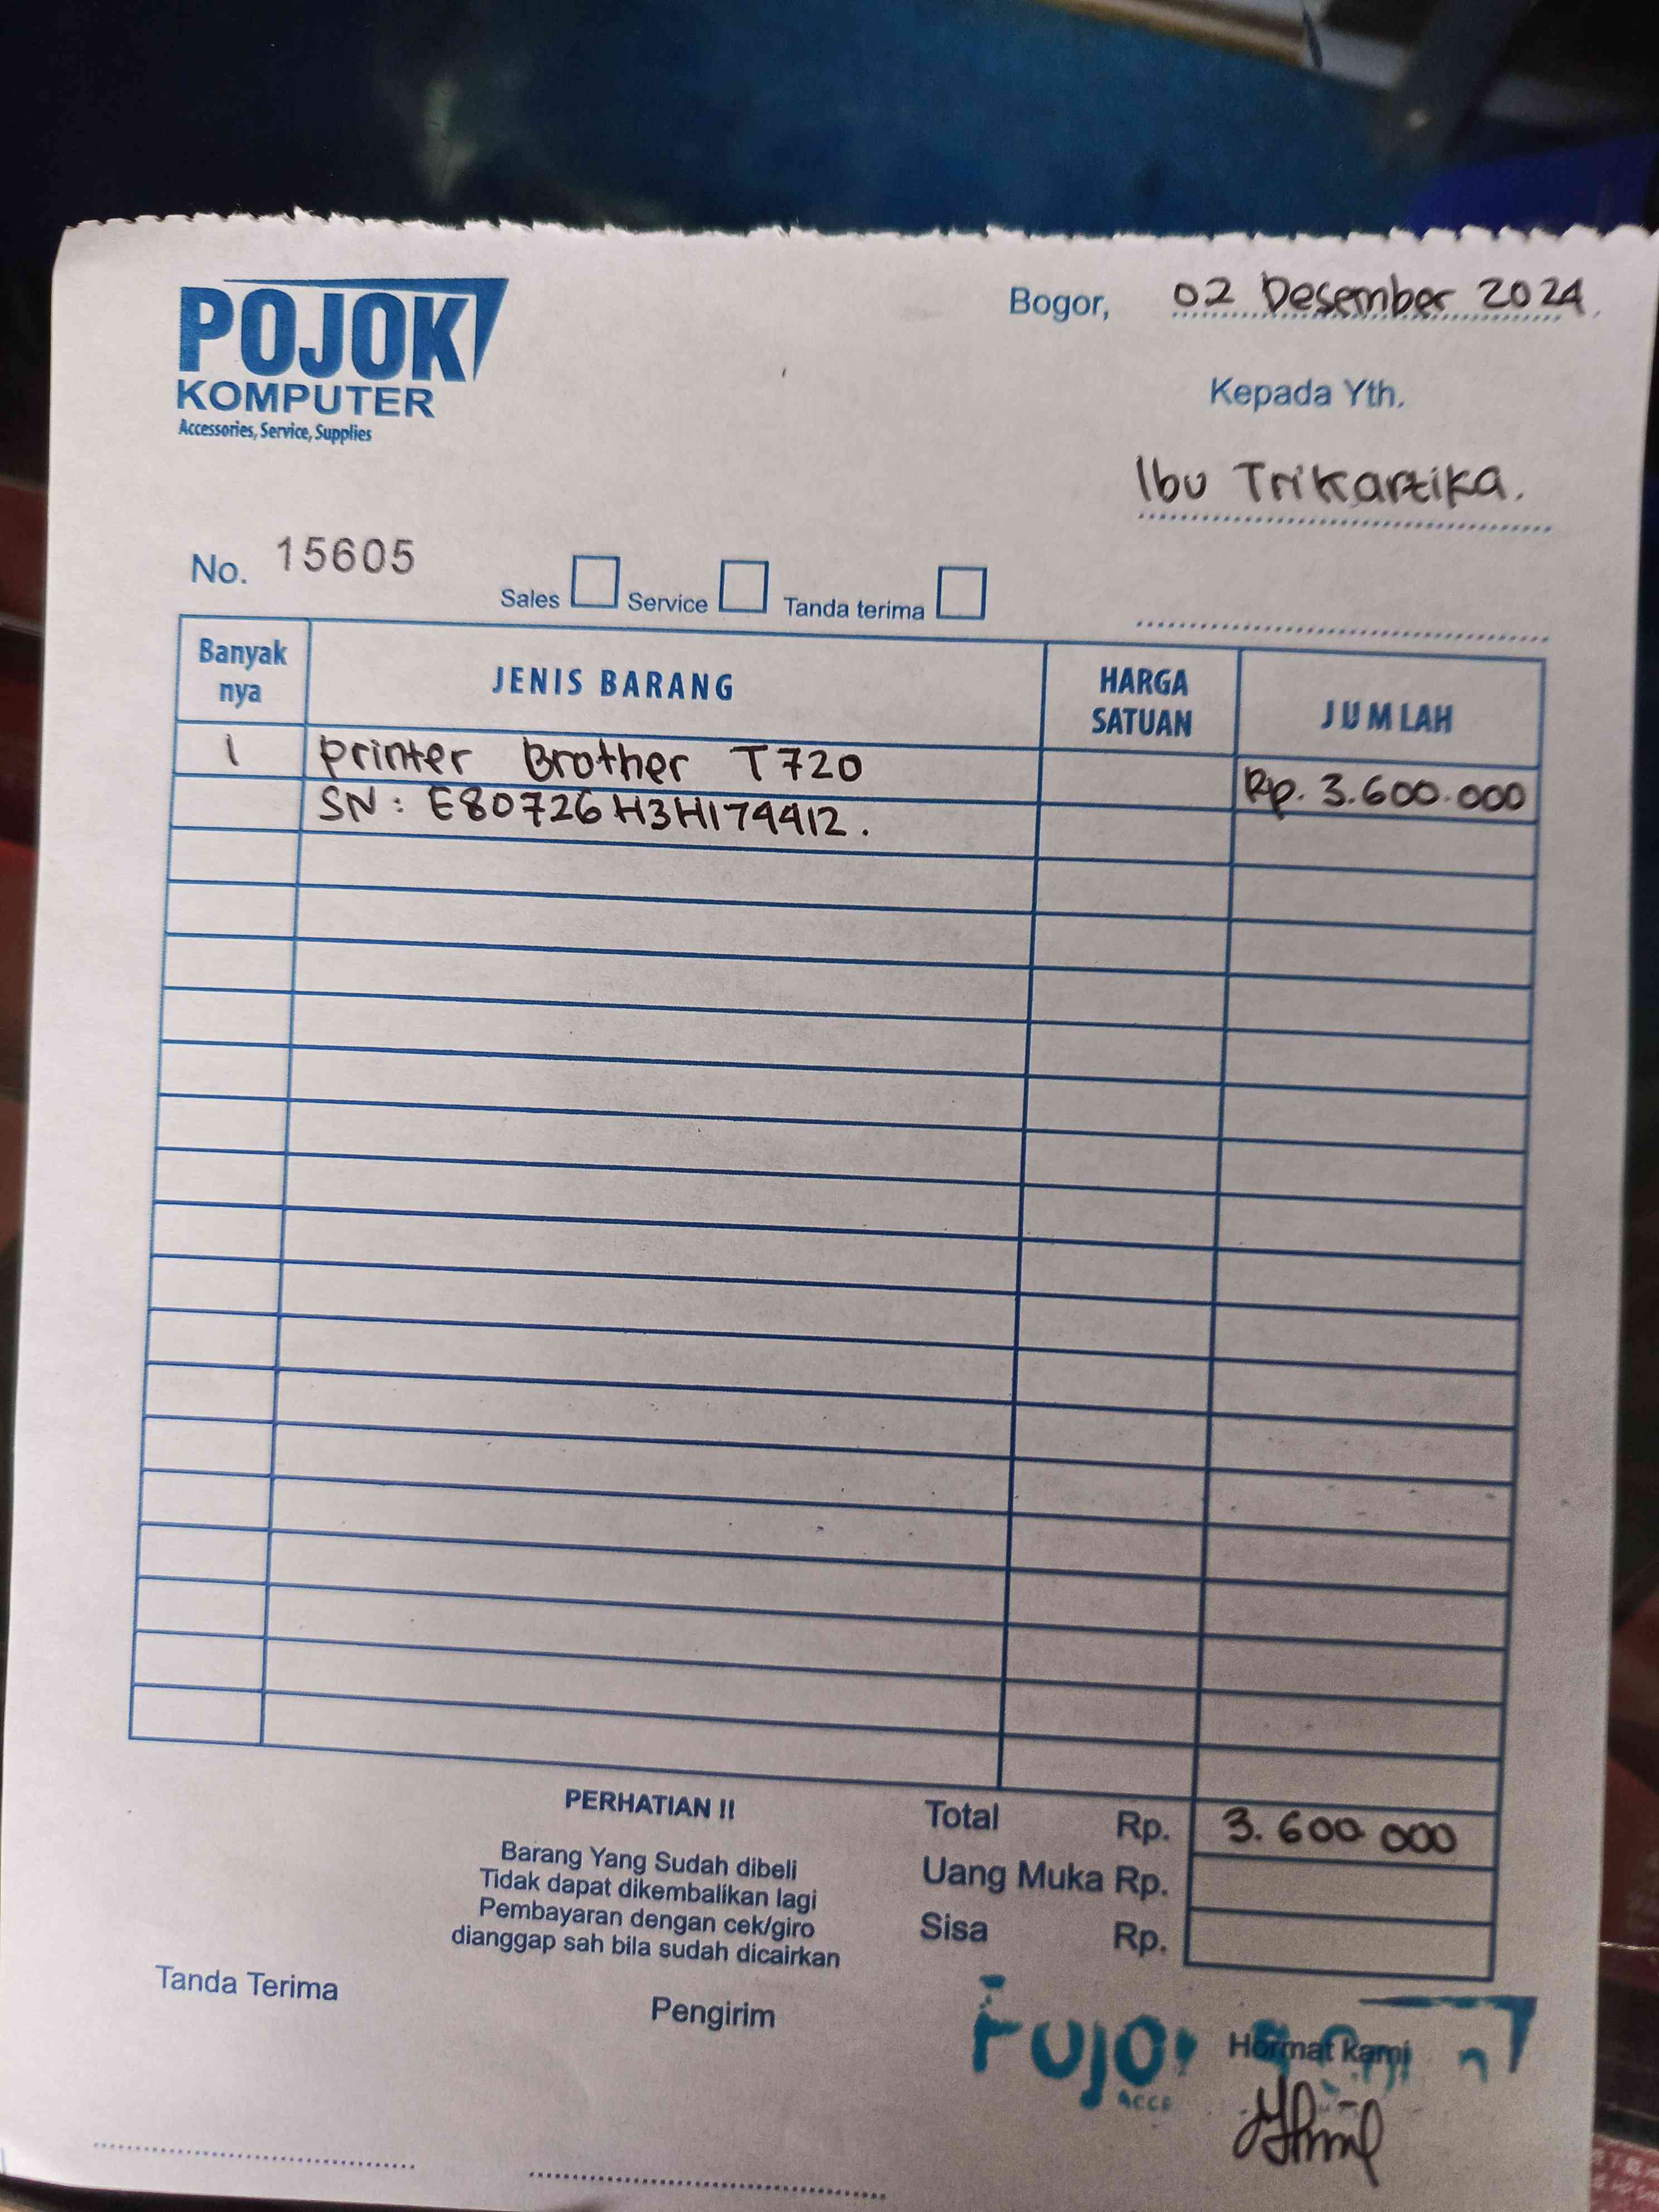 POJOK
KOMPUTER
Accessories, Service, Supplies
Bogor, 02 Desember 2024
Kepada Yth.
Ibu Trikartika.
No. 15605
Sales Service Tanda terima
Banyak nya JENIS BARANG HARGA SATUAN JUMLAH
1 Printer Brother T720 Rp. 3.600.000
SN : E80726H3H174412.
PERHATIAN !!
Barang Yang Sudah dibeli
Tidak dapat dikembalikan lagi
Pembayaran dengan cek/giro
dianggap sah bila sudah dicairkan
Total Rp. 3.600.000
Uang Muka Rp.
Sisa Rp.
Tanda Terima
Pengirim
Hormat kami